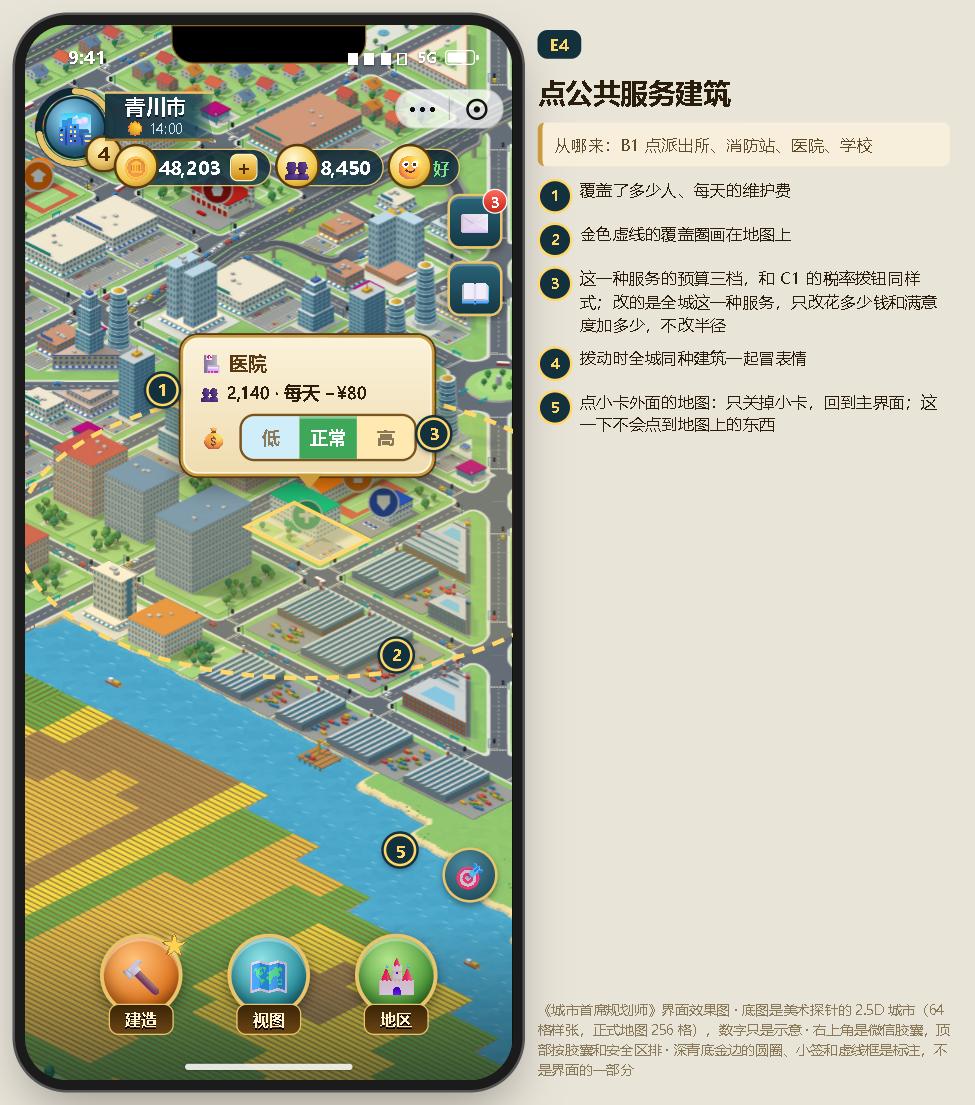 9:41
5G
青川市
14:00
4
48,203
+
8,450
好
3
医院
1
2,140 · 每天 −¥80
低
正常
高
3
2
5
建造
视图
地区
E4
点公共服务建筑
从哪来：B1 点派出所、消防站、医院、学校
1
覆盖了多少人、每天的维护费
2
金色虚线的覆盖圈画在地图上
3
这一种服务的预算三档，和 C1 的税率拨钮同样
式；改的是全城这一种服务，只改花多少钱和满意
度加多少，不改半径
4
拨动时全城同种建筑一起冒表情
5
点小卡外面的地图：只关掉小卡，回到主界面；这
一下不会点到地图上的东西
《城市首席规划师》界面效果图 · 底图是美术探针的 2.5D 城市（64
格样张，正式地图 256 格），数字只是示意 · 右上角是微信胶囊，顶
部按胶囊和安全区排 · 深青底金边的圆圈、小签和虚线框是标注，不
是界面的一部分